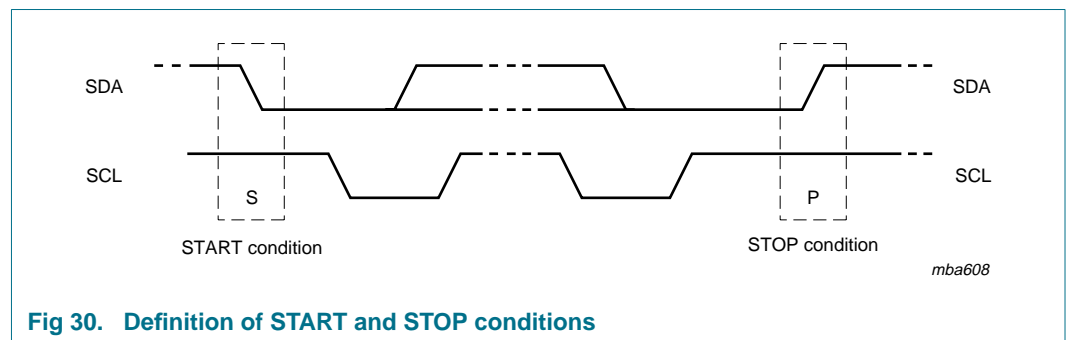 SDA
SDA
SCL
SCL
S
P
START condition
STOP condition
mba608
Fig 30. Definition of START and STOP conditions